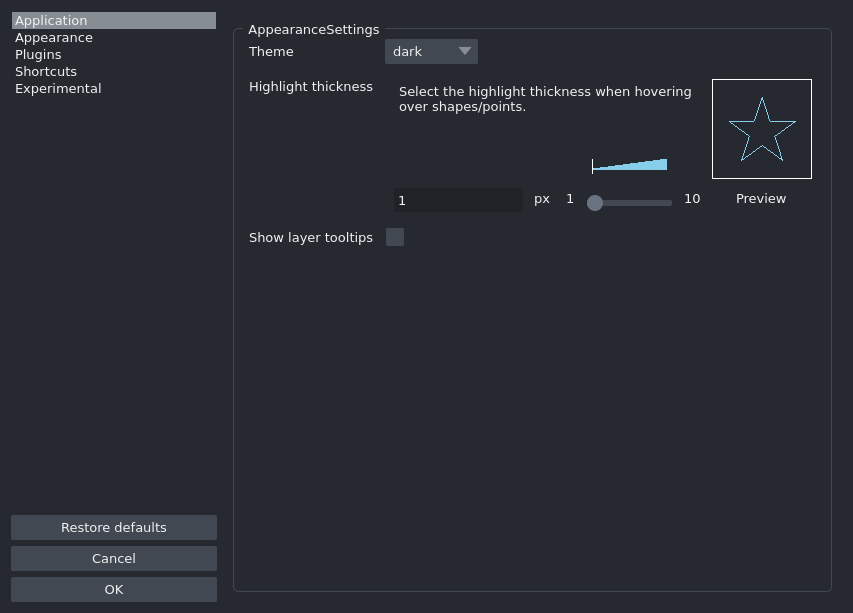 Application
Appearance
Plugins
Shortcuts
Experimental
AppearanceSettings
Theme
dark
Highlight thickness
Select the highlight thickness when hovering
over shapes/points.
1
px
1
10
Preview
Show layer tooltips
Restore defaults
Cancel
OK